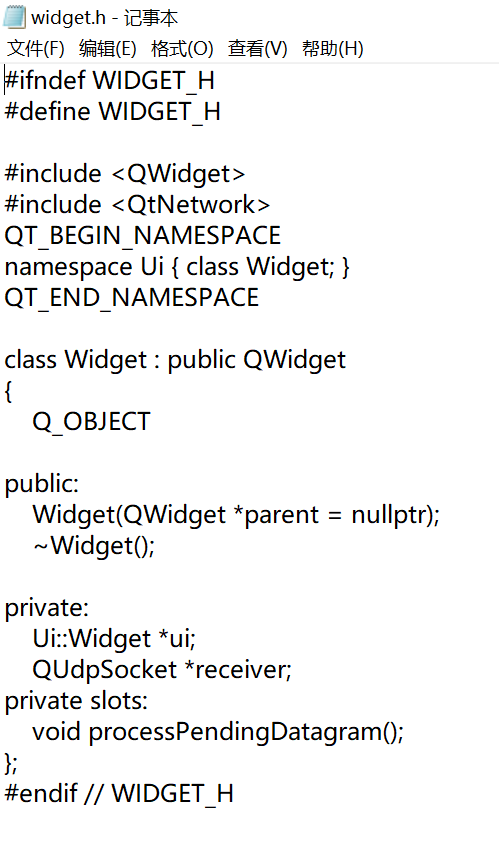 widget.h - 记事本
文件(F) 编辑(E) 格式(O) 查看(V) 帮助(H)
#ifndef WIDGET_H
#define WIDGET_H

#include <QWidget>
#include <QtNetwork>
QT_BEGIN_NAMESPACE
namespace Ui { class Widget; }
QT_END_NAMESPACE

class Widget : public QWidget
{
    Q_OBJECT

public:
    Widget(QWidget *parent = nullptr);
    ~Widget();

private:
    Ui::Widget *ui;
    QUdpSocket *receiver;
private slots:
    void processPendingDatagram();
};
#endif // WIDGET_H